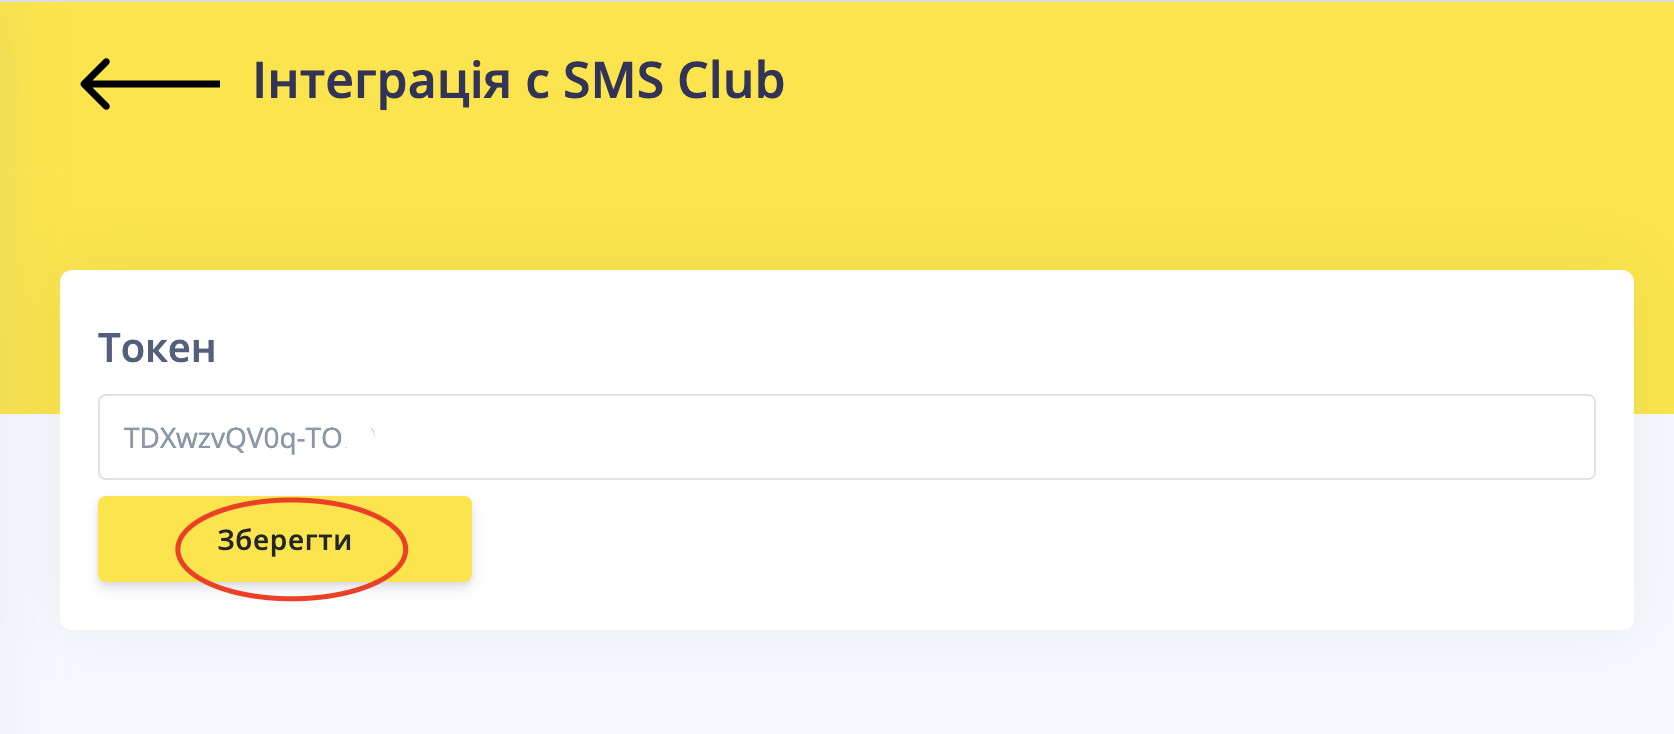 Інтеграція с SMS Club
Токен
TDXwzvQV0q-TO
Зберегти